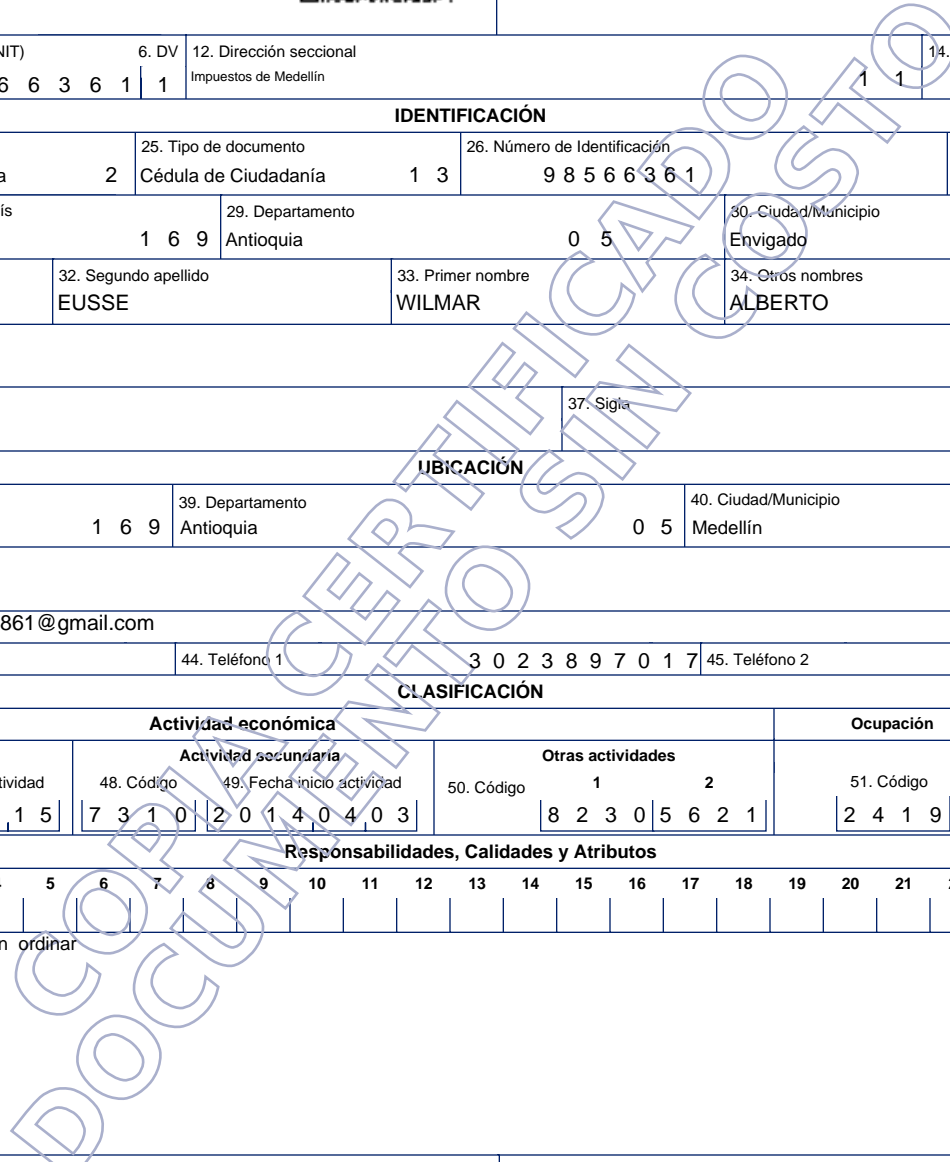 NIT) 6. DV 12. Dirección seccional 14.
6 6 3 6 1 1 Impuestos de Medellín 1 1
IDENTIFICACIÓN
25. Tipo de documento 26. Número de Identificación
a 2 Cédula de Ciudadanía 1 3 9 8 5 6 6 3 6 1
ís 29. Departamento 30. Ciudad/Municipio
1 6 9 Antioquia 0 5 Envigado
32. Segundo apellido 33. Primer nombre 34. Otros nombres
EUSSE WILMAR ALBERTO
37. Sigla
UBICACIÓN
39. Departamento 40. Ciudad/Municipio
1 6 9 Antioquia 0 5 Medellín
861@gmail.com
44. Teléfono 1 3 0 2 3 8 9 7 0 1 7 45. Teléfono 2
CLASIFICACIÓN
Actividad económica Ocupación
Actividad secundaria Otras actividades
tividad 48. Código 49. Fecha inicio actividad 50. Código 1 2 51. Código
1 5 7 3 1 0 2 0 1 4 0 4 0 3 8 2 3 0 5 6 2 1 2 4 1 9
Responsabilidades, Calidades y Atributos
5 6 7 8 9 10 11 12 13 14 15 16 17 18 19 20 21
n ordinar
COPIA CERTIFICADO
DOCUMENTO SIN COSTO